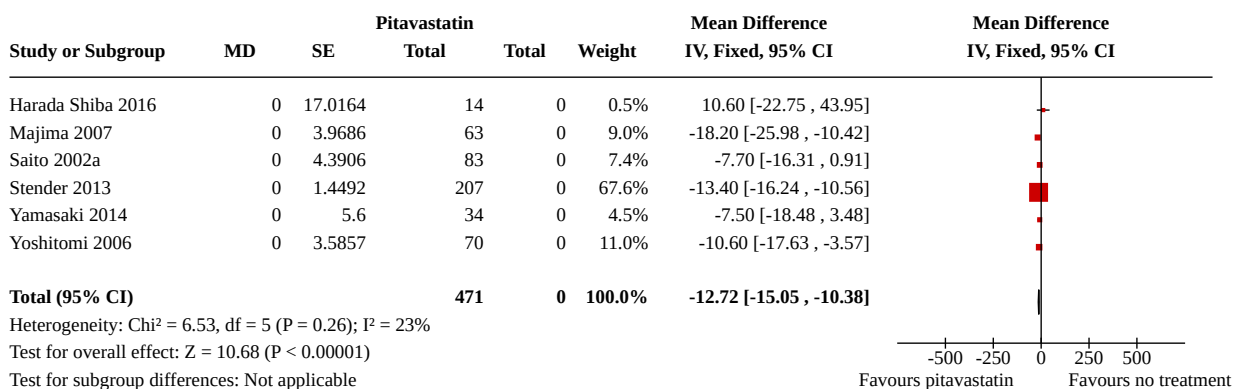 Pitavastatin Mean Difference Mean Difference
Study or Subgroup MD SE Total Total Weight IV, Fixed, 95% CI IV, Fixed, 95% CI
Harada Shiba 2016 0 17.0164 14 0 0.5% 10.60 [-22.75 , 43.95]
Majima 2007 0 3.9686 63 0 9.0% -18.20 [-25.98 , -10.42]
Saito 2002a 0 4.3906 83 0 7.4% -7.70 [-16.31 , 0.91]
Stender 2013 0 1.4492 207 0 67.6% -13.40 [-16.24 , -10.56]
Yamasaki 2014 0 5.6 34 0 4.5% -7.50 [-18.48 , 3.48]
Yoshitomi 2006 0 3.5857 70 0 11.0% -10.60 [-17.63 , -3.57]
Total (95% CI) 471 0 100.0% -12.72 [-15.05 , -10.38]
Heterogeneity: Chi² = 6.53, df = 5 (P = 0.26); I² = 23%
Test for overall effect: Z = 10.68 (P < 0.00001)
-500 -250 0 250 500
Test for subgroup differences: Not applicable Favours pitavastatin Favours no treatment